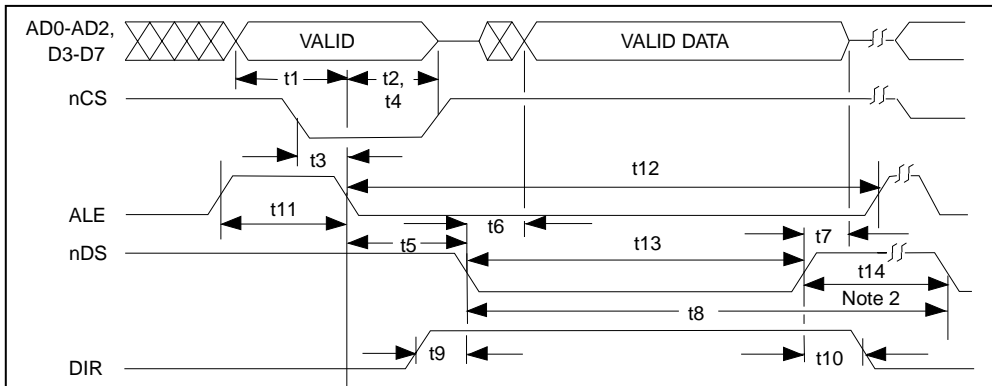 AD0-AD2,
D3-D7
VALID
VALID DATA
t1
t2,
t4
nCS
t3
t12
ALE
t11
t6
t5
t13
t7
nDS
t14
t8
Note 2
t9
t10
DIR